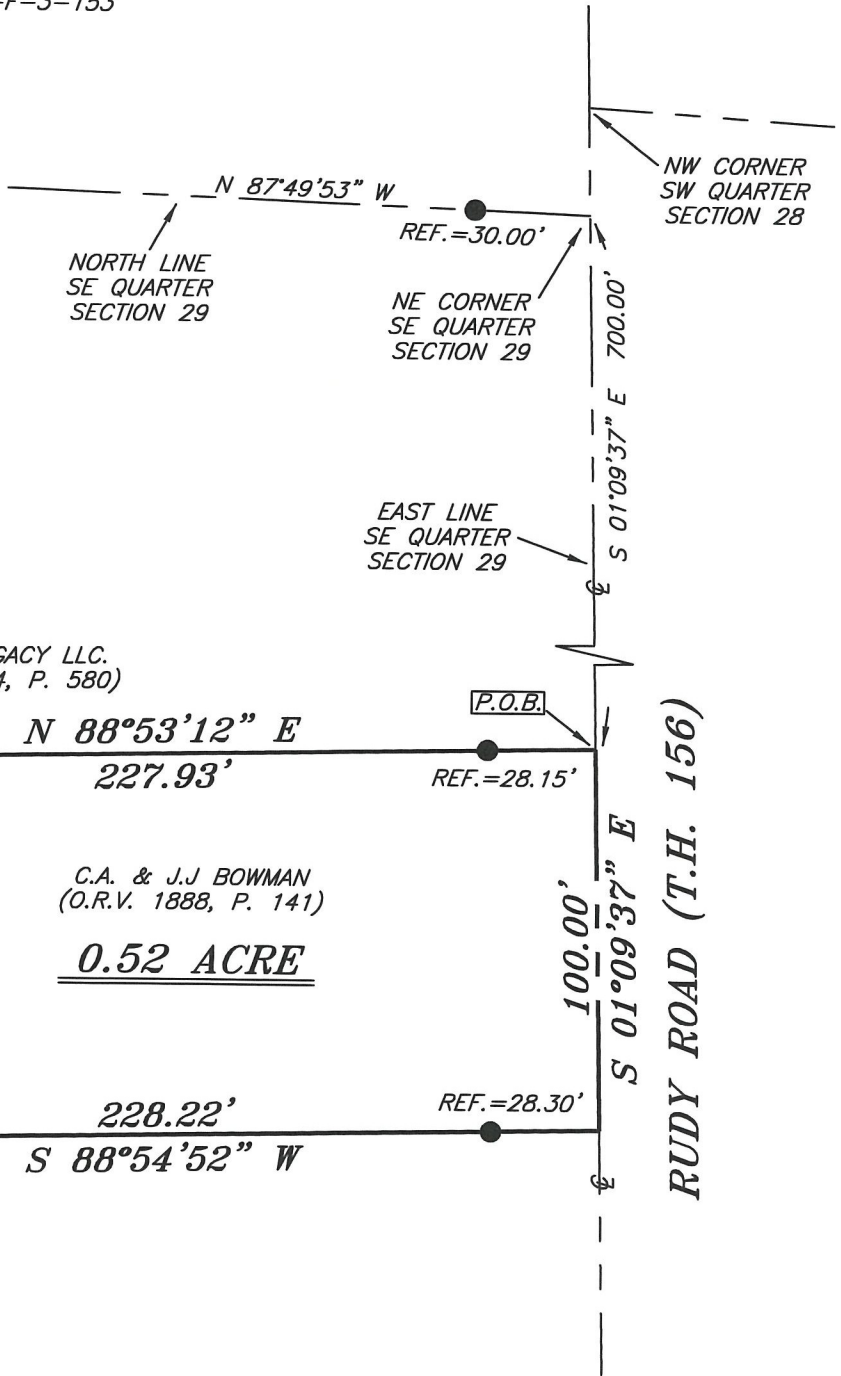 NW CORNER
SW QUARTER
SECTION 28
N 87°49'53" W
REF.=30.00'
NORTH LINE
SE QUARTER
SECTION 29
NE CORNER
SE QUARTER
SECTION 29
S 01°09'37" E 700.00'
EAST LINE
SE QUARTER
SECTION 29
LLC.
P. 580)
P.O.B.
N 88°53'12" E
227.93'
REF.=28.15'
C.A. & J.J BOWMAN
(O.R.V. 1888, P. 141)
0.52 ACRE
100.00'
S 01°09'37" E
RUDY ROAD (T.H. 156)
228.22'
REF.=28.30'
S 88°54'52" W